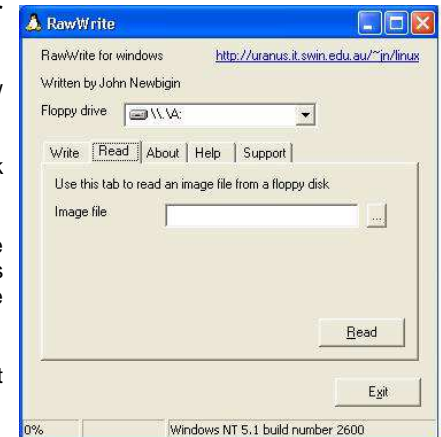 RawWrite
RawWrite for windows http://uranus.it.swin.edu.au/~jn/linux
Written by John Newbigin
Floppy drive \\.\A:
Write Read About Help Support
Use this tab to read an image file from a floppy disk
Image file ...
Read
Exit
0% Windows NT 5.1 build number 2600